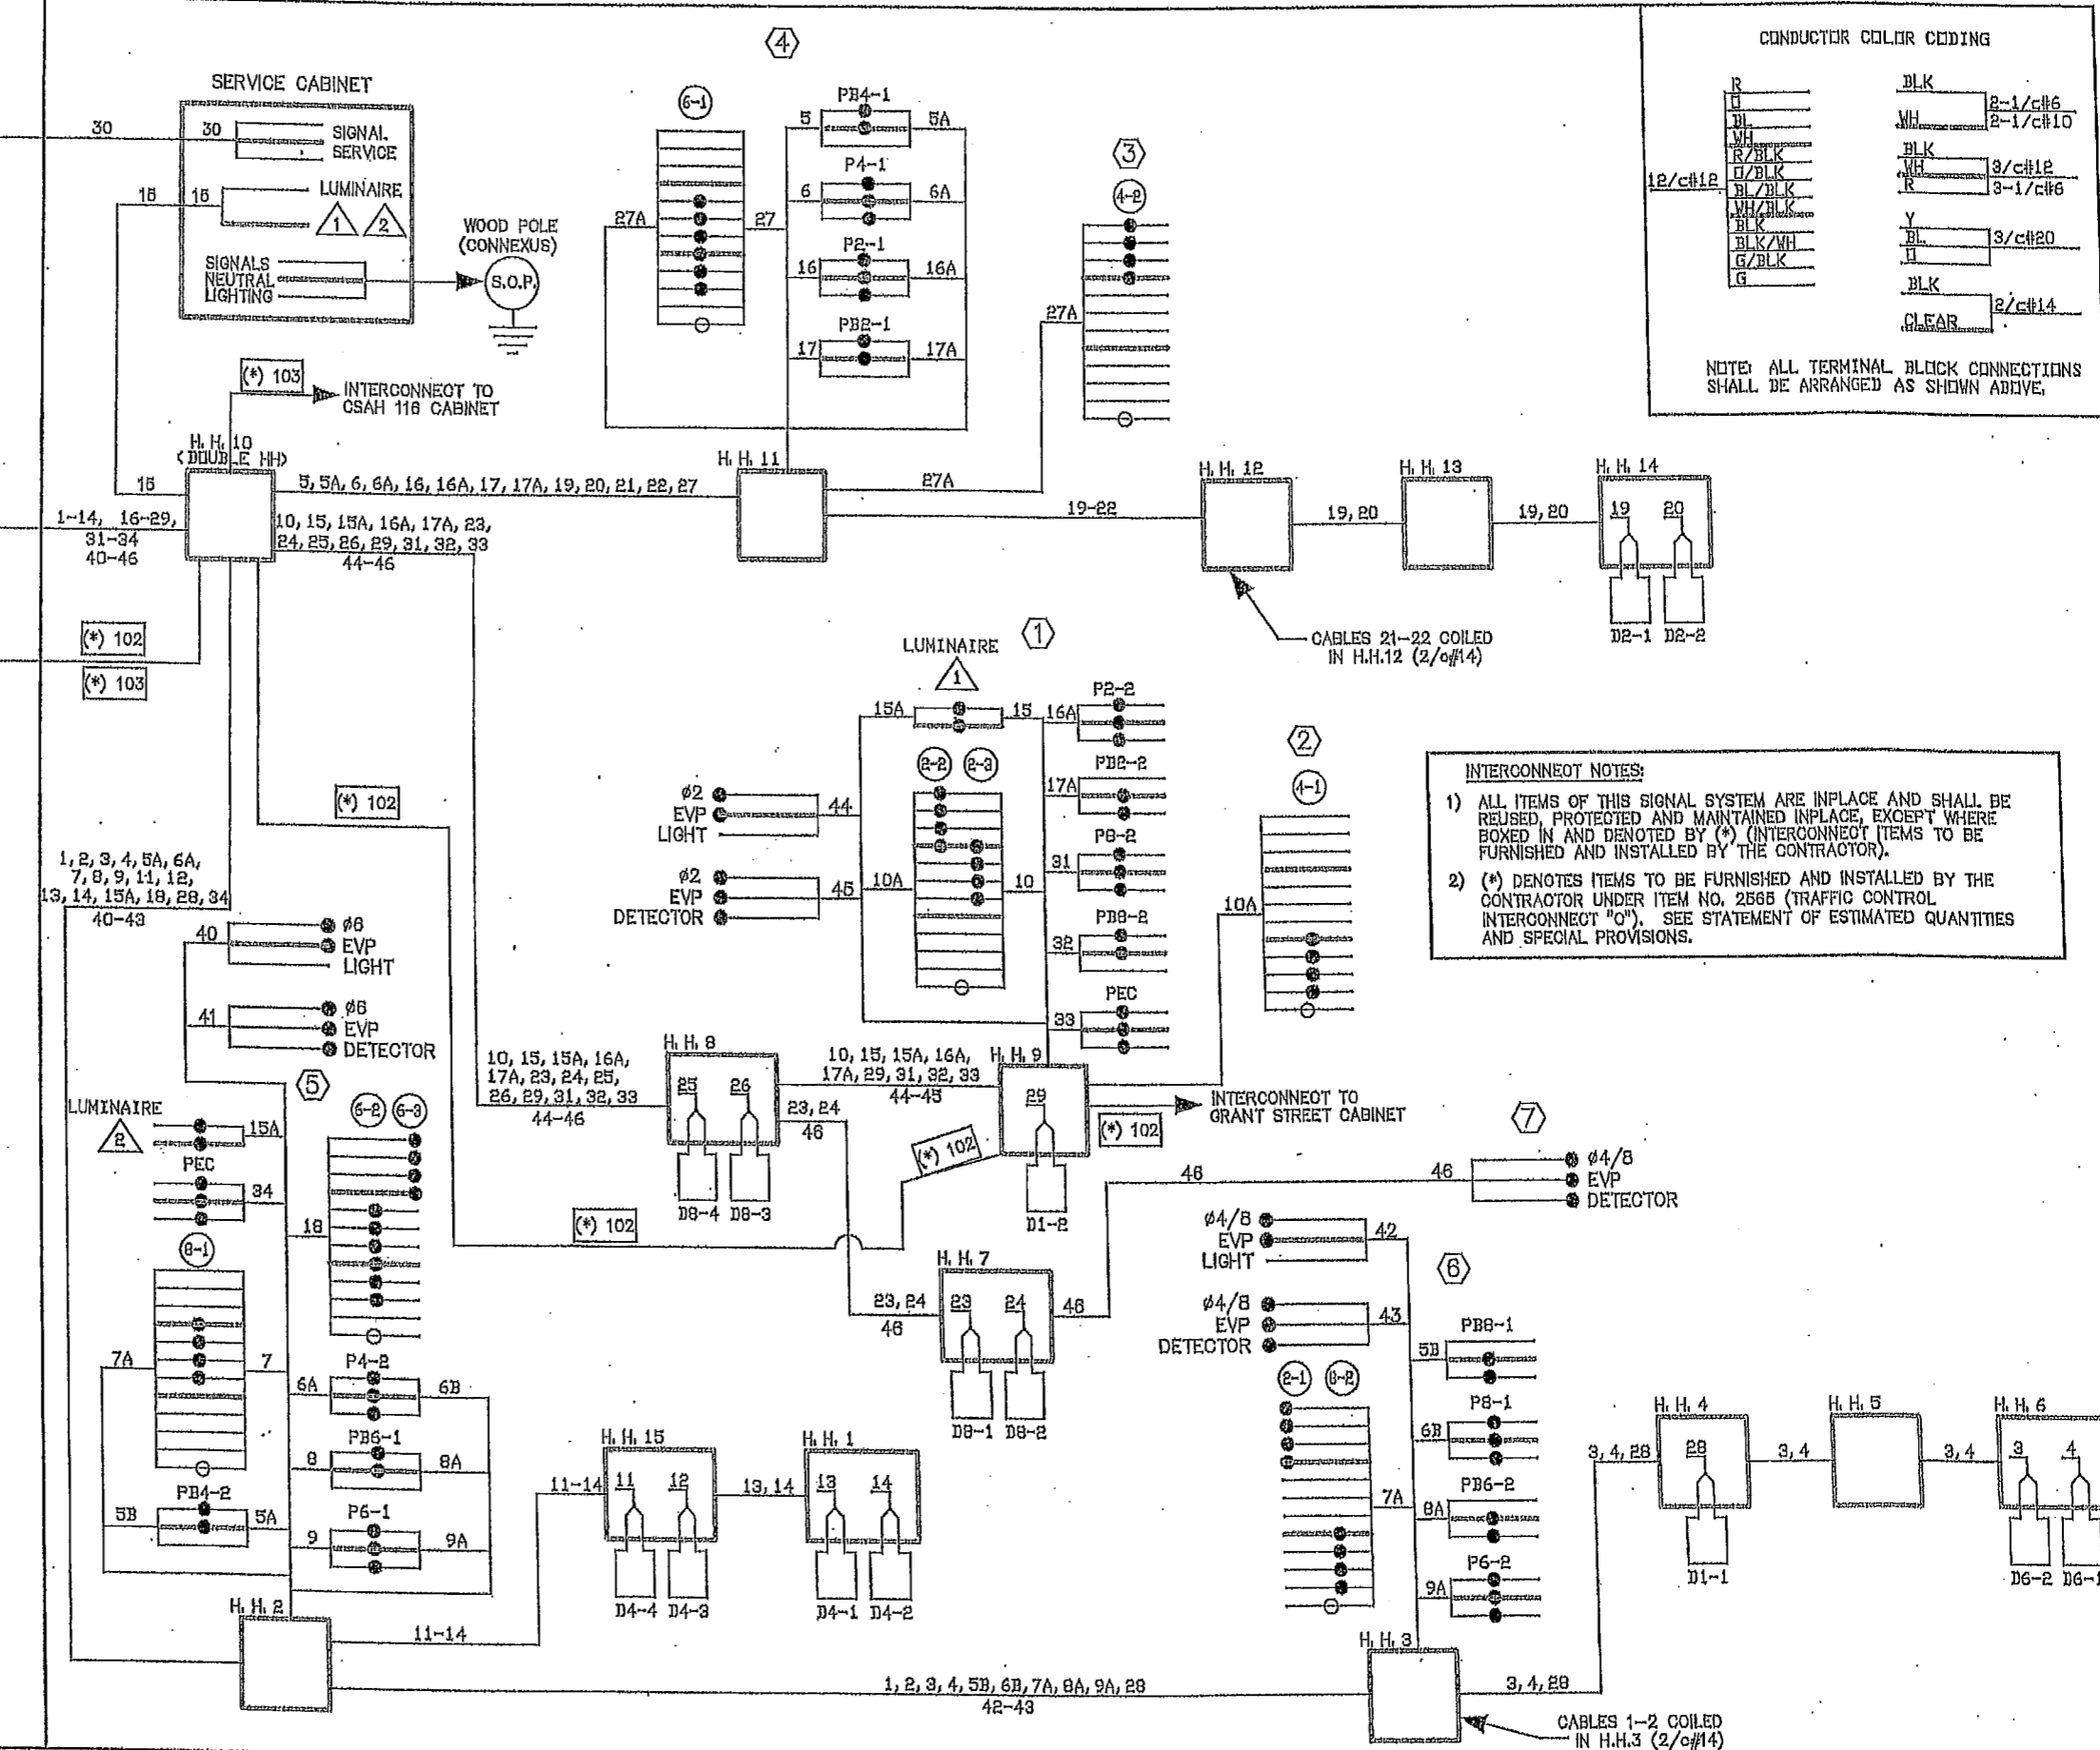 SERVICE CABINET
30
30
SIGNAL
SERVICE
15
15
LUMINAIRE
1
2
WOOD POLE
(CONNEXUS)
S.O.P.
SIGNALS
NEUTRAL
LIGHTING
(*) 103
INTERCONNECT TO
CSAH 116 CABINET
H.H. 10
(DOUBLE HH)
15
1-14, 16-29,
31-34
40-46
(*) 102
(*) 103
5, 5A, 6, 6A, 16, 16A, 17, 17A, 19, 20, 21, 22, 27
10, 15, 15A, 16A, 17A, 23,
24, 25, 26, 29, 31, 32, 33
44-46
4
6-1
27A
27
PB4-1
5
5A
P4-1
6
6A
P2-1
16
16A
PB2-1
17
17A
H.H. 11
3
4-2
27A
27A
19-22
H.H. 12
19, 20
H.H. 13
19, 20
H.H. 14
19
20
D2-1
D2-2
CABLES 21-22 COILED
IN H.H.12 (2/c#14)
CONDUCTOR COLOR CODING
12/c#12
R
O
BL
WH
R/BLK
O/BLK
BL/BLK
WH/BLK
BLK
BLK/WH
G/BLK
G
BLK
WH
2-1/c#6
2-1/c#10
BLK
WH
R
3/c#12
3-1/c#6
Y
BL
O
3/c#20
BLK
CLEAR
2/c#14
NOTE: ALL TERMINAL BLOCK CONNECTIONS
SHALL BE ARRANGED AS SHOWN ABOVE.
LUMINAIRE
1
1
15A
15
2-2
2-3
10A
10
ø2
EVP
LIGHT
44
ø2
EVP
DETECTOR
45
P2-2
16A
PB2-2
17A
P8-2
31
PB8-2
32
PEC
33
2
4-1
10A
INTERCONNECT NOTES:
1) ALL ITEMS OF THIS SIGNAL SYSTEM ARE INPLACE AND SHALL BE
REUSED, PROTECTED AND MAINTAINED INPLACE, EXCEPT WHERE
BOXED IN AND DENOTED BY (*) (INTERCONNECT ITEMS TO BE
FURNISHED AND INSTALLED BY THE CONTRACTOR).
2) (*) DENOTES ITEMS TO BE FURNISHED AND INSTALLED BY THE
CONTRACTOR UNDER ITEM NO. 2565 (TRAFFIC CONTROL
INTERCONNECT "C"). SEE STATEMENT OF ESTIMATED QUANTITIES
AND SPECIAL PROVISIONS.
(*) 102
1, 2, 3, 4, 5A, 6A,
7, 8, 9, 11, 12,
13, 14, 15A, 18, 28, 34
40-43
40
ø6
EVP
LIGHT
41
ø6
EVP
DETECTOR
10, 15, 15A, 16A,
17A, 23, 24, 25,
26, 29, 31, 32, 33
44-46
H.H. 8
25
26
D8-4
D8-3
10, 15, 15A, 16A,
17A, 29, 31, 32, 33
44-45
23, 24
46
H.H. 9
29
D1-2
INTERCONNECT TO
GRANT STREET CABINET
(*) 102
(*) 102
(*) 102
23, 24
46
H.H. 7
23
24
D8-1
D8-2
46
46
46
7
ø4/8
EVP
DETECTOR
5
LUMINAIRE
2
15A
PEC
34
6-2
6-3
18
8-1
7A
7
PB4-2
5B
5A
P4-2
6A
6B
PB6-1
8
8A
P6-1
9
9A
H.H. 2
11-14
11-14
H.H. 15
11
12
D4-4
D4-3
13, 14
H.H. 1
13
14
D4-1
D4-2
1, 2, 3, 4, 5B, 6B, 7A, 8A, 9A, 28
42-43
ø4/8
EVP
LIGHT
42
ø4/8
EVP
DETECTOR
43
6
2-1
8-2
7A
PB8-1
5B
P8-1
6B
PB6-2
8A
P6-2
9A
H.H. 3
3, 4, 28
CABLES 1-2 COILED
IN H.H.3 (2/c#14)
3, 4, 28
H.H. 4
28
D1-1
3, 4
H.H. 5
3, 4
H.H. 6
3
4
D6-2
D6-1